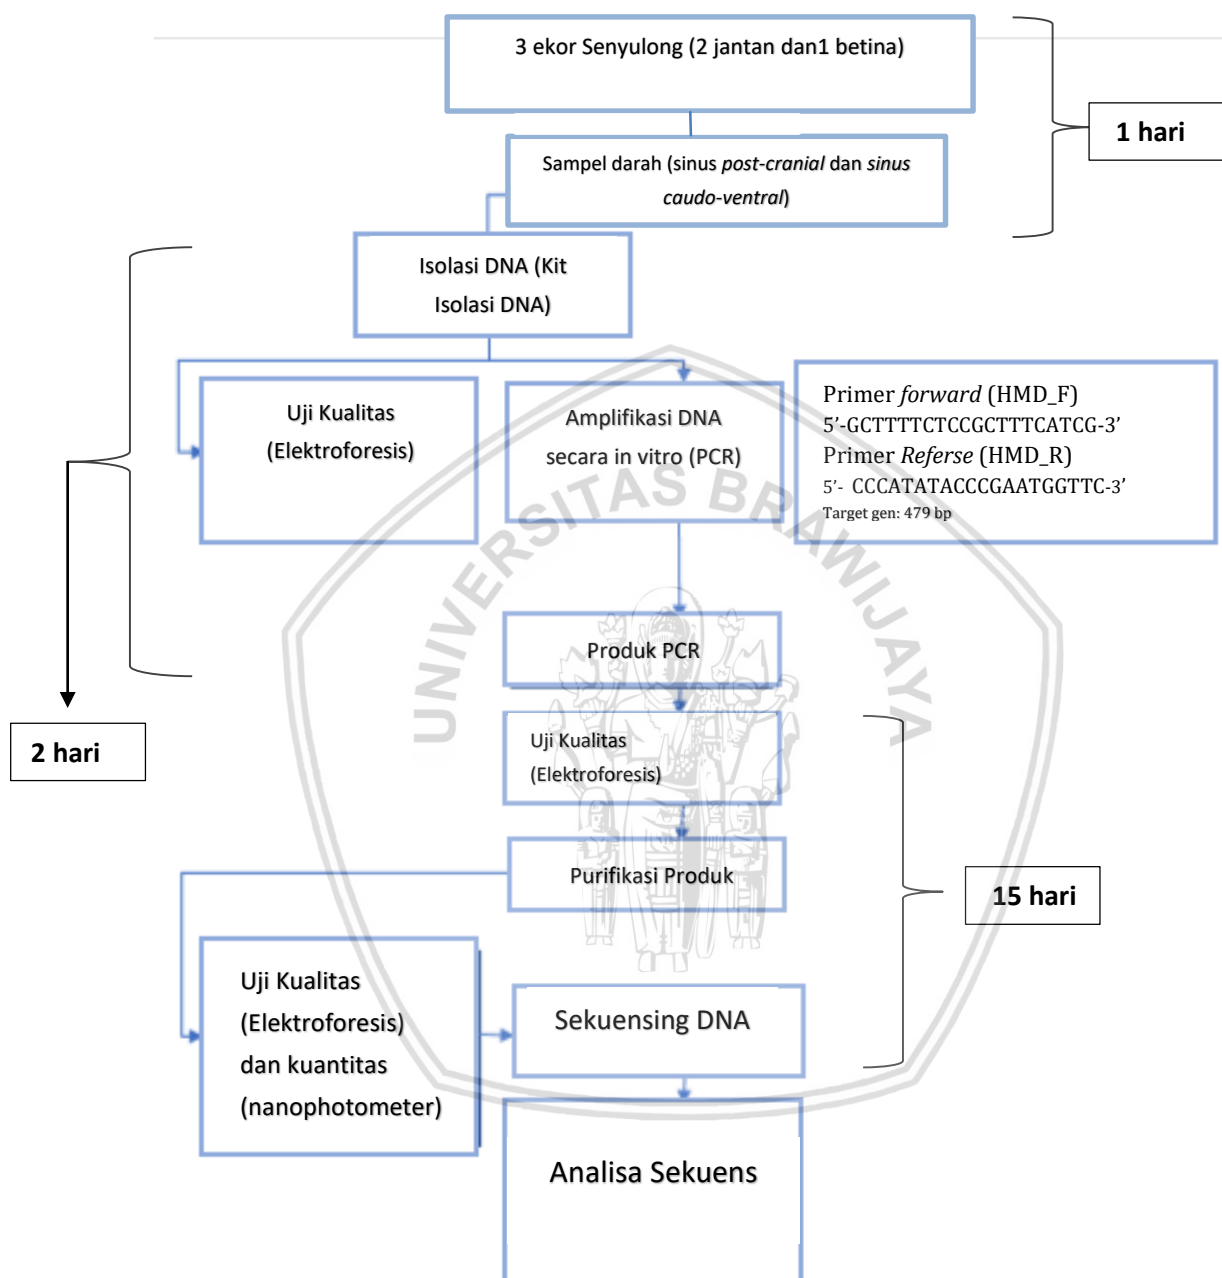 3 ekor Senyulong (2 jantan dan1 betina)
1 hari
Sampel darah (sinus post-cranial dan sinus
caudo-ventral)
Isolasi DNA (Kit
Isolasi DNA)
Uji Kualitas
(Elektroforesis)
Amplifikasi DNA
secara in vitro (PCR)
Primer forward (HMD_F)
5’-GCTTTTCTCCGCTTTCATCG-3’
Primer Referse (HMD_R)
5’- CCCATATACCCGAATGGTTC-3’
Target gen: 479 bp
UNIVERSITAS BRAWIJAYA
Produk PCR
2 hari
Uji Kualitas
(Elektroforesis)
Purifikasi Produk
15 hari
Uji Kualitas
(Elektroforesis)
dan kuantitas
(nanophotometer)
Sekuensing DNA
Analisa Sekuens